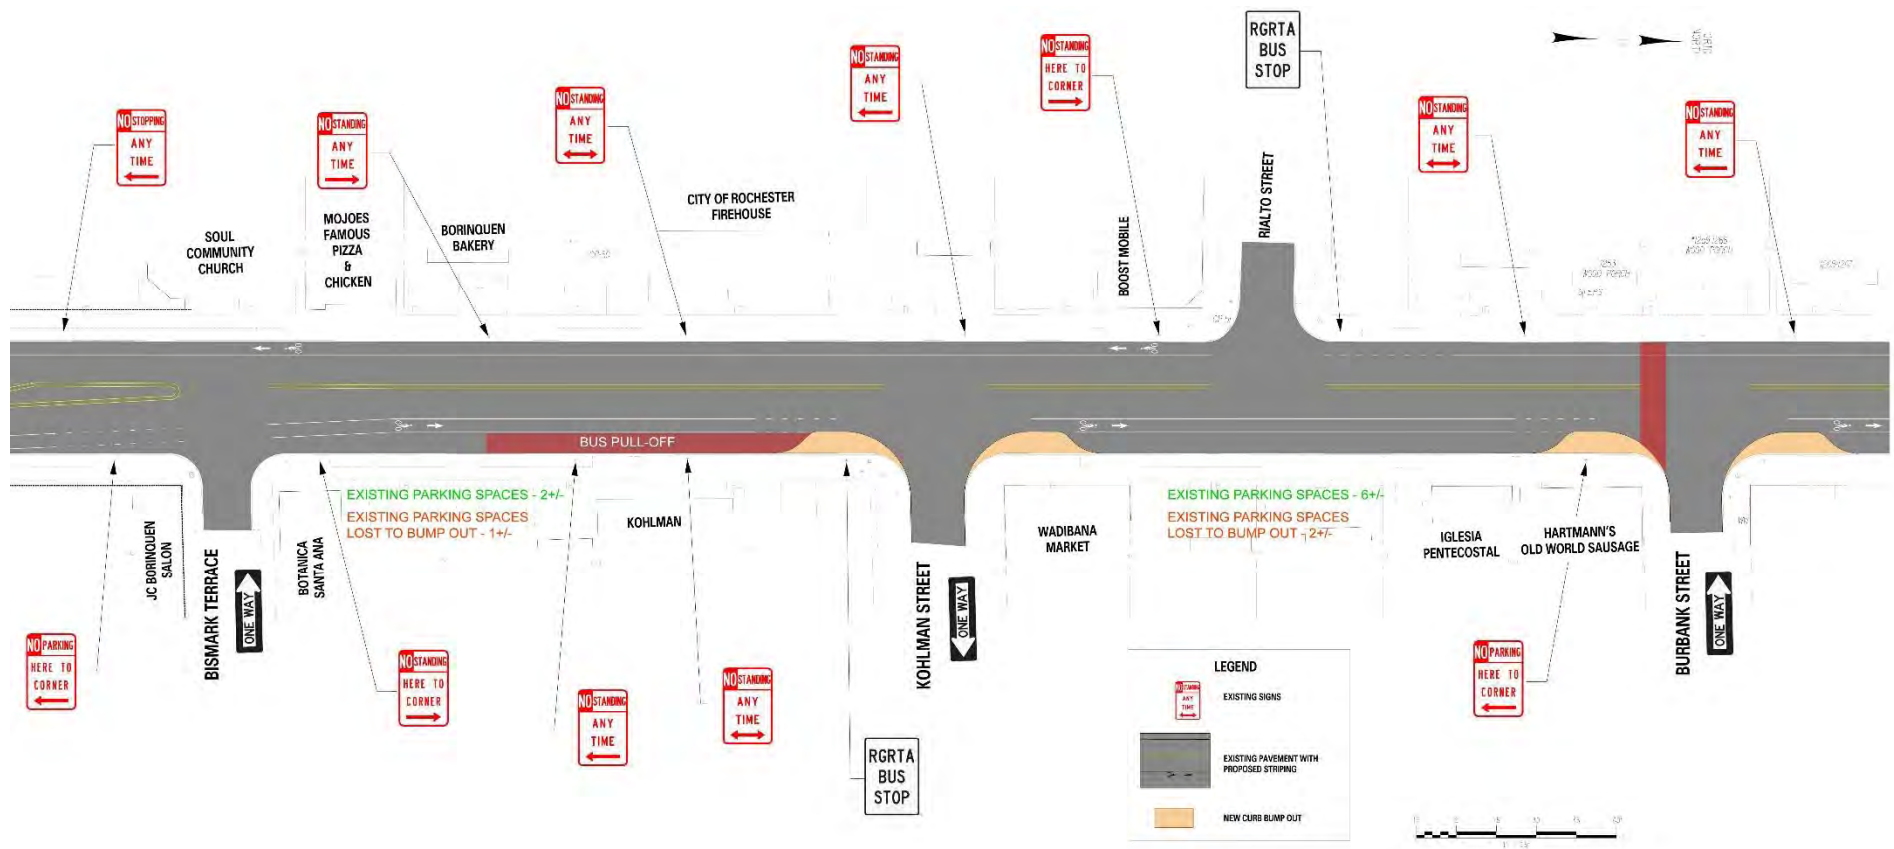 NO STOPPING
ANY
TIME
NO STANDING
ANY
TIME
NO STANDING
ANY
TIME
NO STANDING
ANY
TIME
NO STANDING
HERE TO
CORNER
RGRTA
BUS
STOP
NO STANDING
ANY
TIME
NO STANDING
ANY
TIME
SOUL
COMMUNITY
CHURCH
MOJOES
FAMOUS
PIZZA
&
CHICKEN
BORINQUEN
BAKERY
CITY OF ROCHESTER
FIREHOUSE
BOOST MOBILE
RIALTO STREET
BUS PULL-OFF
EXISTING PARKING SPACES - 2+/-
EXISTING PARKING SPACES
LOST TO BUMP OUT - 1+/-
KOHLMAN
WADIBANA
MARKET
EXISTING PARKING SPACES - 6+/-
EXISTING PARKING SPACES
LOST TO BUMP OUT - 2+/-
IGLESIA
PENTECOSTAL
HARTMANN'S
OLD WORLD SAUSAGE
JC BORINQUEN
SALON
BISMARK TERRACE
ONE WAY
BOTANICA
SANTA ANA
KOHLMAN STREET
ONE WAY
BURBANK STREET
ONE WAY
NO PARKING
HERE TO
CORNER
NO STANDING
HERE TO
CORNER
NO STANDING
ANY
TIME
NO STANDING
ANY
TIME
RGRTA
BUS
STOP
NO PARKING
HERE TO
CORNER
LEGEND
NO STANDING
ANY
TIME
EXISTING SIGNS
EXISTING PAVEMENT WITH
PROPOSED STRIPING
NEW CURB BUMP OUT